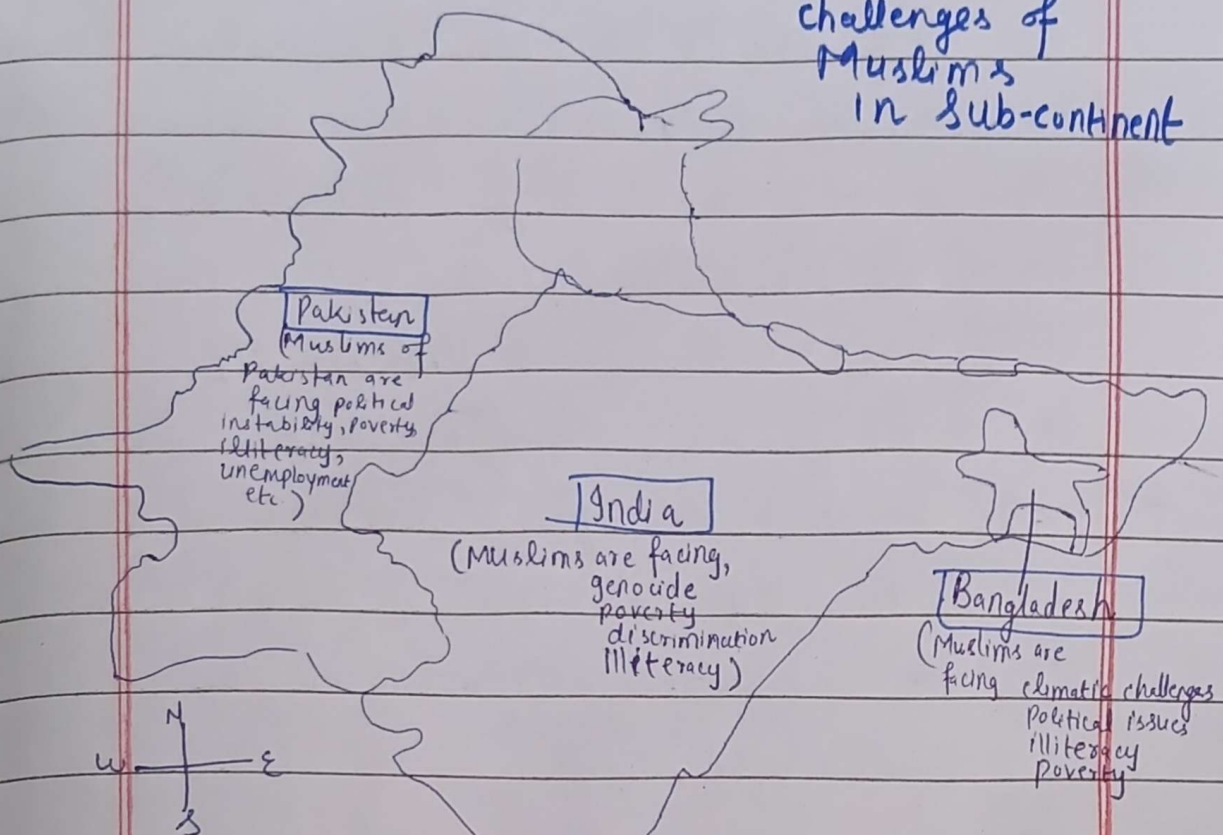 challenges of
Muslims
in sub-continent
Pakistan
(Muslims of
Pakistan are
facing political
instability, poverty
illiteracy,
unemployment
etc.)
India
(Muslims are facing,
genocide
poverty
discrimination
illiteracy)
Bangladesh
(Muslims are
facing climatic challenges
political issues
illiteracy
poverty
N
W E
S